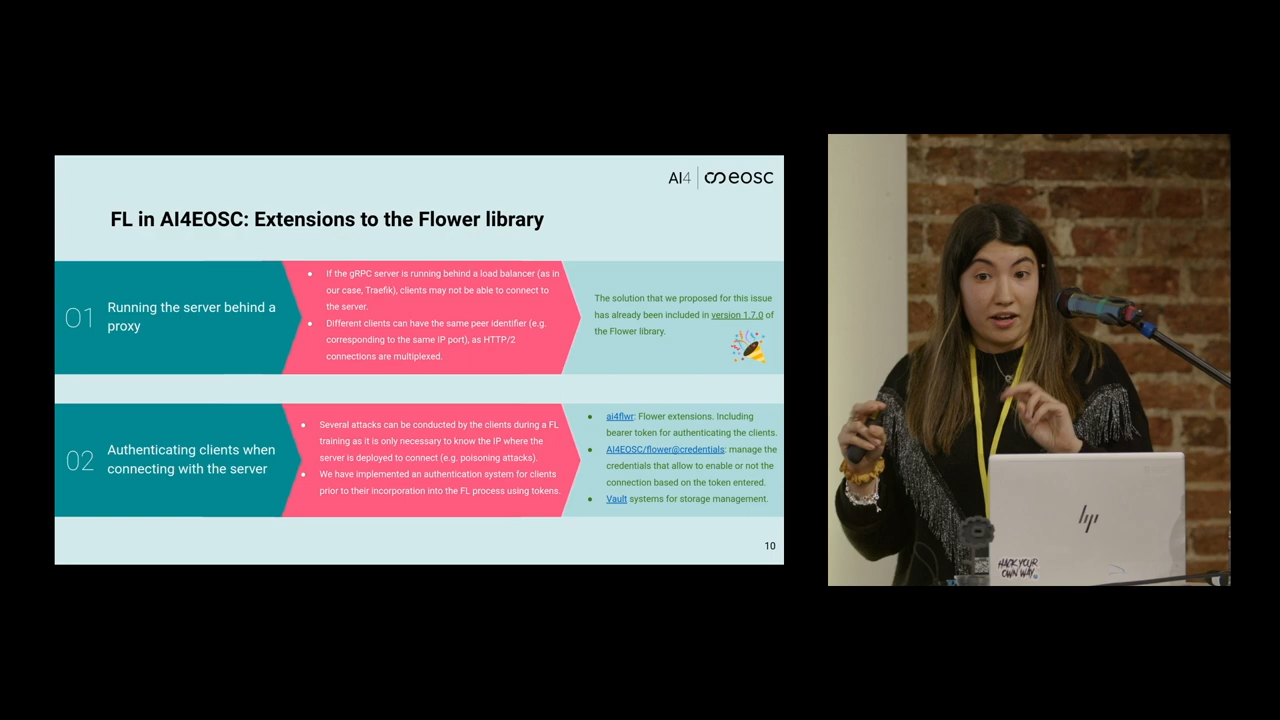 AI4 | eosc
FL in AI4EOSC: Extensions to the Flower library
01
Running the server behind a
proxy
● If the gRPC server is running behind a load balancer (as in
our case, Traefik), clients may not be able to connect to
the server.
● Different clients can have the same peer identifier (e.g.
corresponding to the same IP port), as HTTP/2
connections are multiplexed.
The solution that we proposed for this issue
has already been included in version 1.7.0 of
the Flower library.
02
Authenticating clients when
connecting with the server
● Several attacks can be conducted by the clients during a FL
training as it is only necessary to know the IP where the
server is deployed to connect (e.g. poisoning attacks).
● We have implemented an authentication system for clients
prior to their incorporation into the FL process using tokens.
● ai4flwr: Flower extensions. Including
bearer token for authenticating the clients.
● AI4EOSC/flower@credentials: manage the
credentials that allow to enable or not the
connection based on the token entered.
● Vault systems for storage management.
10
hp
HACK YOUR
OWN WAY.